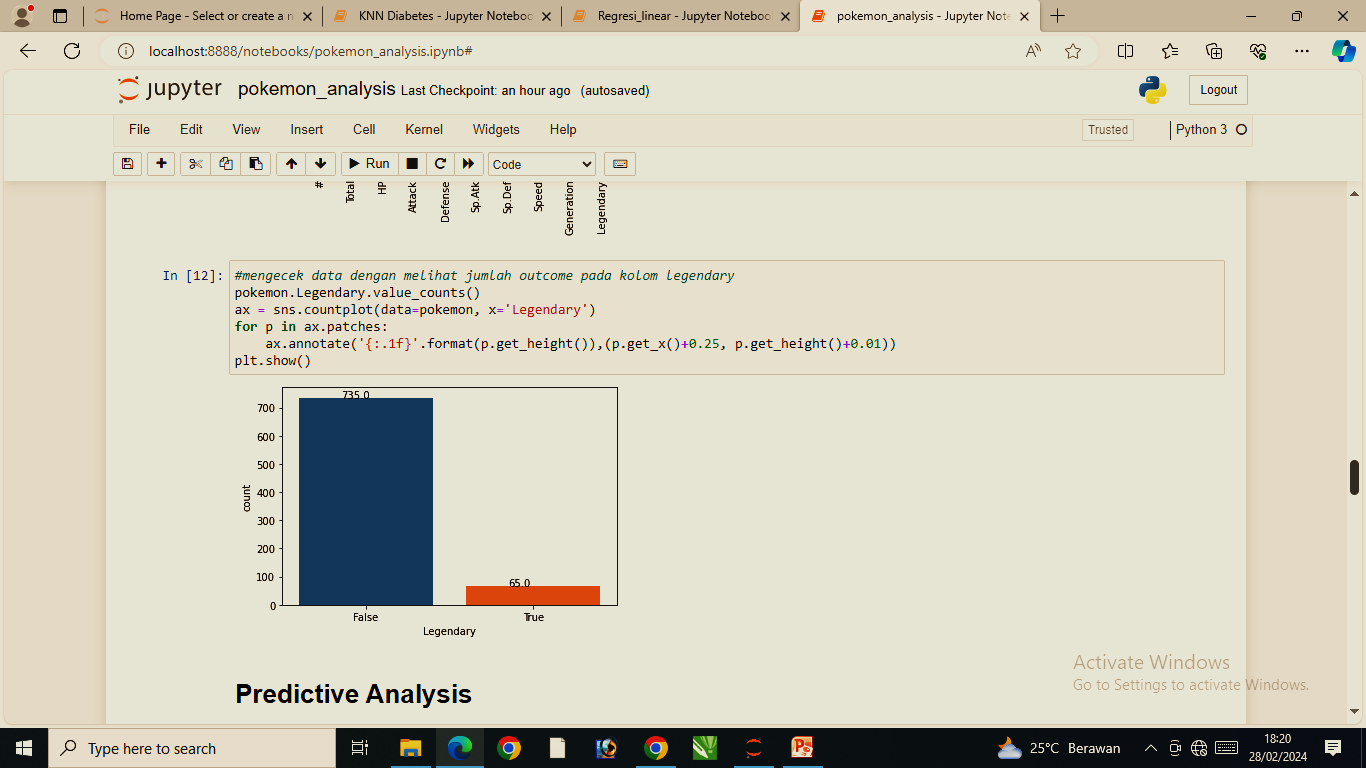 Home Page - Select or create a n
KNN Diabetes - Jupyter Noteboo
Regresi_linear - Jupyter Noteboo
pokemon_analysis - Jupyter Note
localhost:8888/notebooks/pokemon_analysis.ipynb#
jupyter pokemon_analysis Last Checkpoint: an hour ago (autosaved)
Logout
File Edit View Insert Cell Kernel Widgets Help
Trusted Python 3
Run Code
# Total HP Attack Defense Sp.Atk Sp.Def Speed Generation Legendary
In [12]:
#mengecek data dengan melihat jumlah outcome pada kolom legendary
pokemon.Legendary.value_counts()
ax = sns.countplot(data=pokemon, x='Legendary')
for p in ax.patches:
    ax.annotate('{:.1f}'.format(p.get_height()),(p.get_x()+0.25, p.get_height()+0.01))
plt.show()
735.0
700
600
500
400
300
200
100
0
count
65.0
False True
Legendary
Predictive Analysis
Activate Windows
Go to Settings to activate Windows.
Type here to search
25°C Berawan
18:20
28/02/2024